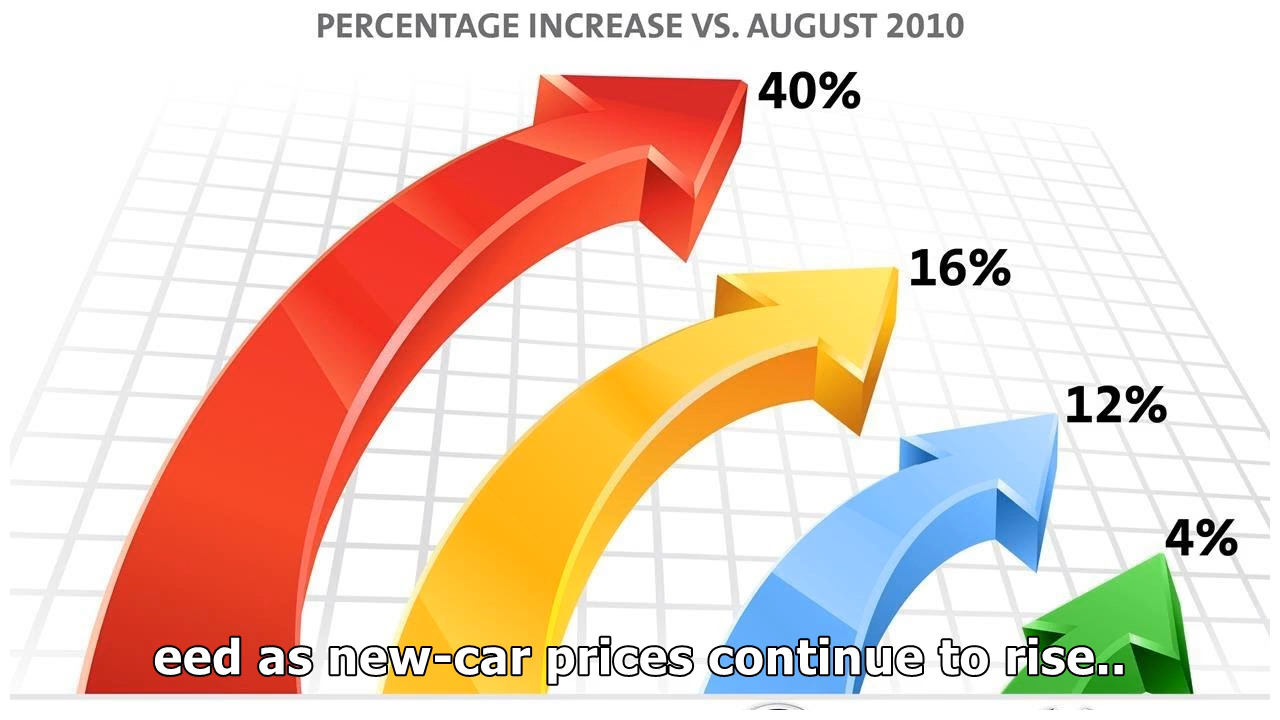 PERCENTAGE INCREASE VS. AUGUST 2010
40%
16%
12%
4%
eed as new-car prices continue to rise..